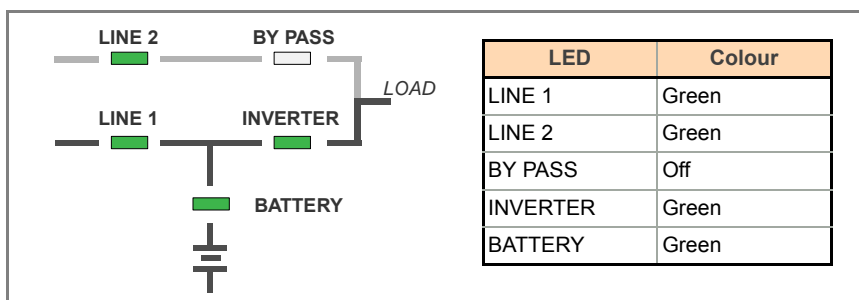 LINE 2 BY PASS
LOAD
LINE 1 INVERTER
BATTERY
LED Colour
LINE 1 Green
LINE 2 Green
BY PASS Off
INVERTER Green
BATTERY Green